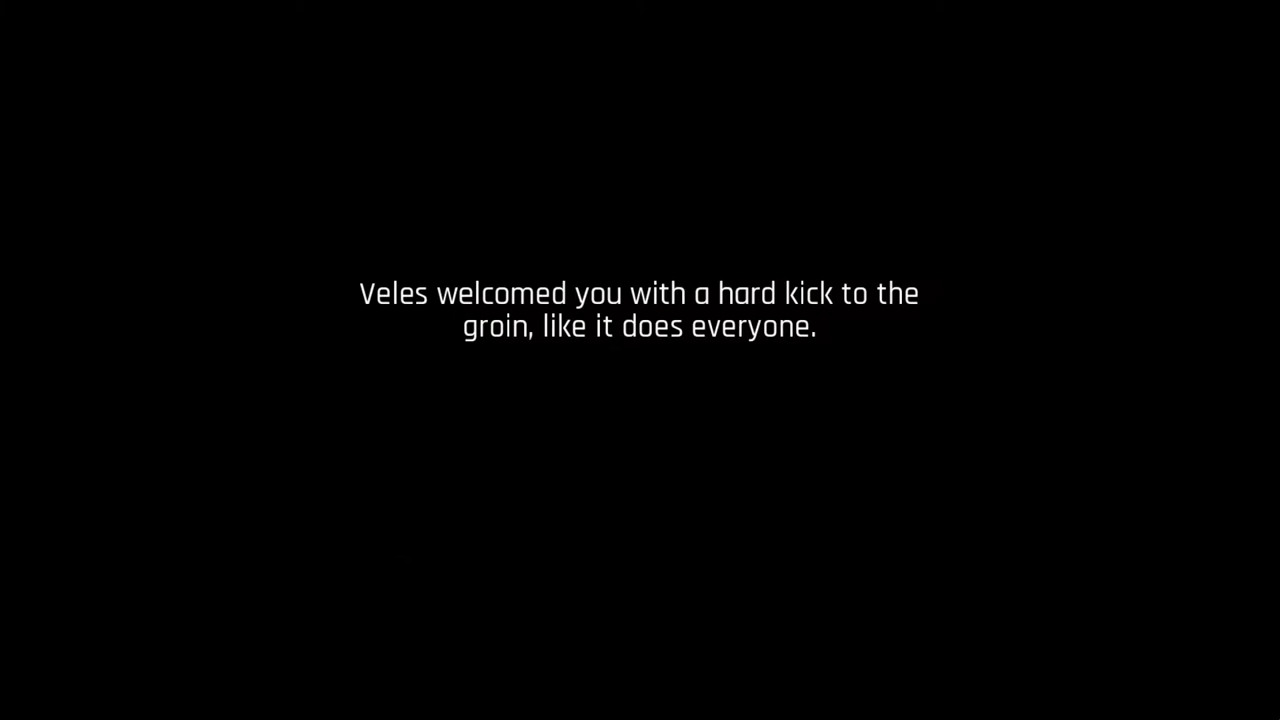 Veles welcomed you with a hard kick to the
groin, like it does everyone.